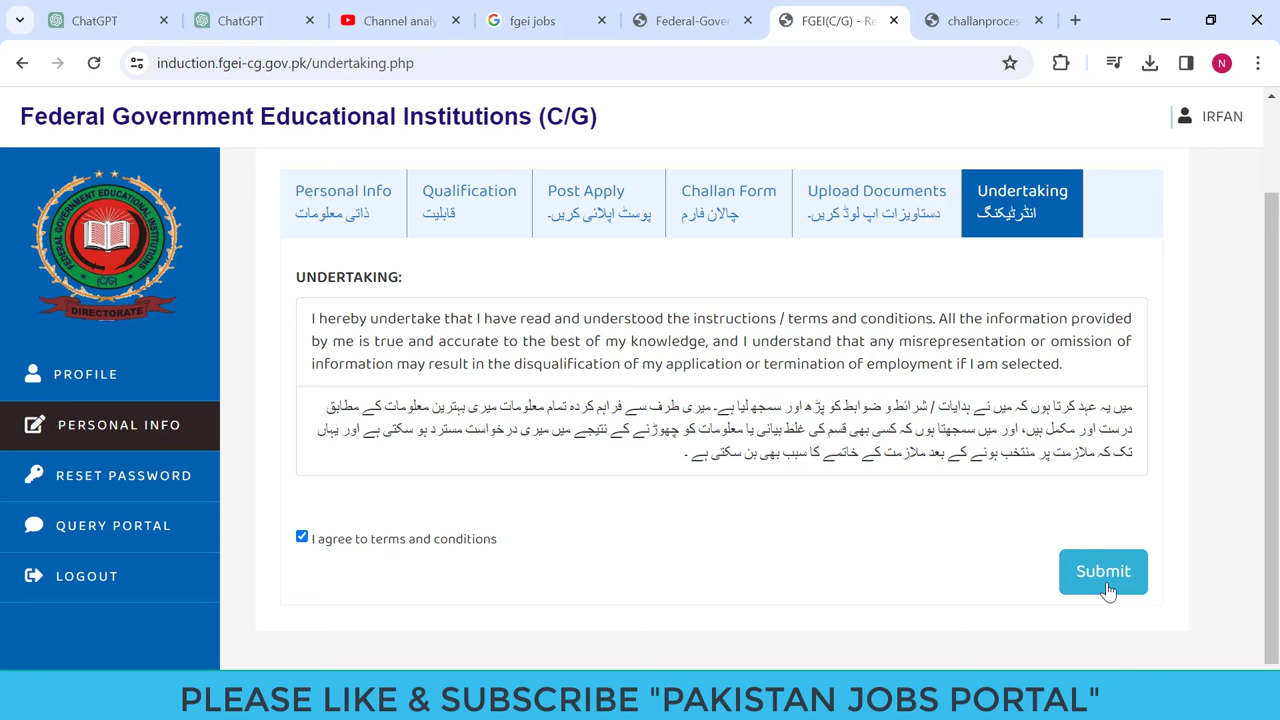 ChatGPT
ChatGPT
Channel analy
fgei jobs
Federal-Gover
FGEI(C/G) - Re
challanproces
induction.fgei-cg.gov.pk/undertaking.php
N
Federal Government Educational Institutions (C/G)
IRFAN
DIRECTORATE
PROFILE
PERSONAL INFO
RESET PASSWORD
QUERY PORTAL
LOGOUT
Personal Info
ذاتی معلومات
Qualification
قابلیت
Post Apply
پوسٹ اپلائی کریں۔
Challan Form
چالان فارم
Upload Documents
دستاویزات اپ لوڈ کریں۔
Undertaking
انڈرٹیکنگ
UNDERTAKING:
I hereby undertake that I have read and understood the instructions / terms and conditions. All the information provided
by me is true and accurate to the best of my knowledge, and I understand that any misrepresentation or omission of
information may result in the disqualification of my application or termination of employment if I am selected.
میں یہ عہد کرتا ہوں کہ میں نے ہدایات / شرائط و ضوابط کو پڑھ اور سمجھ لیا ہے۔ میری طرف سے فراہم کردہ تمام معلومات میری بہترین معلومات کے مطابق
درست اور مکمل ہیں، اور میں سمجھتا ہوں کہ کسی بھی قسم کی غلط بیانی یا معلومات کو چھوڑنے کے نتیجے میں میری درخواست مسترد ہو سکتی ہے اور یہاں
تک کہ ملازمت پر منتخب ہونے کے بعد ملازمت کے خاتمے کا سبب بھی بن سکتی ہے ۔
I agree to terms and conditions
Submit
PLEASE LIKE & SUBSCRIBE "PAKISTAN JOBS PORTAL"